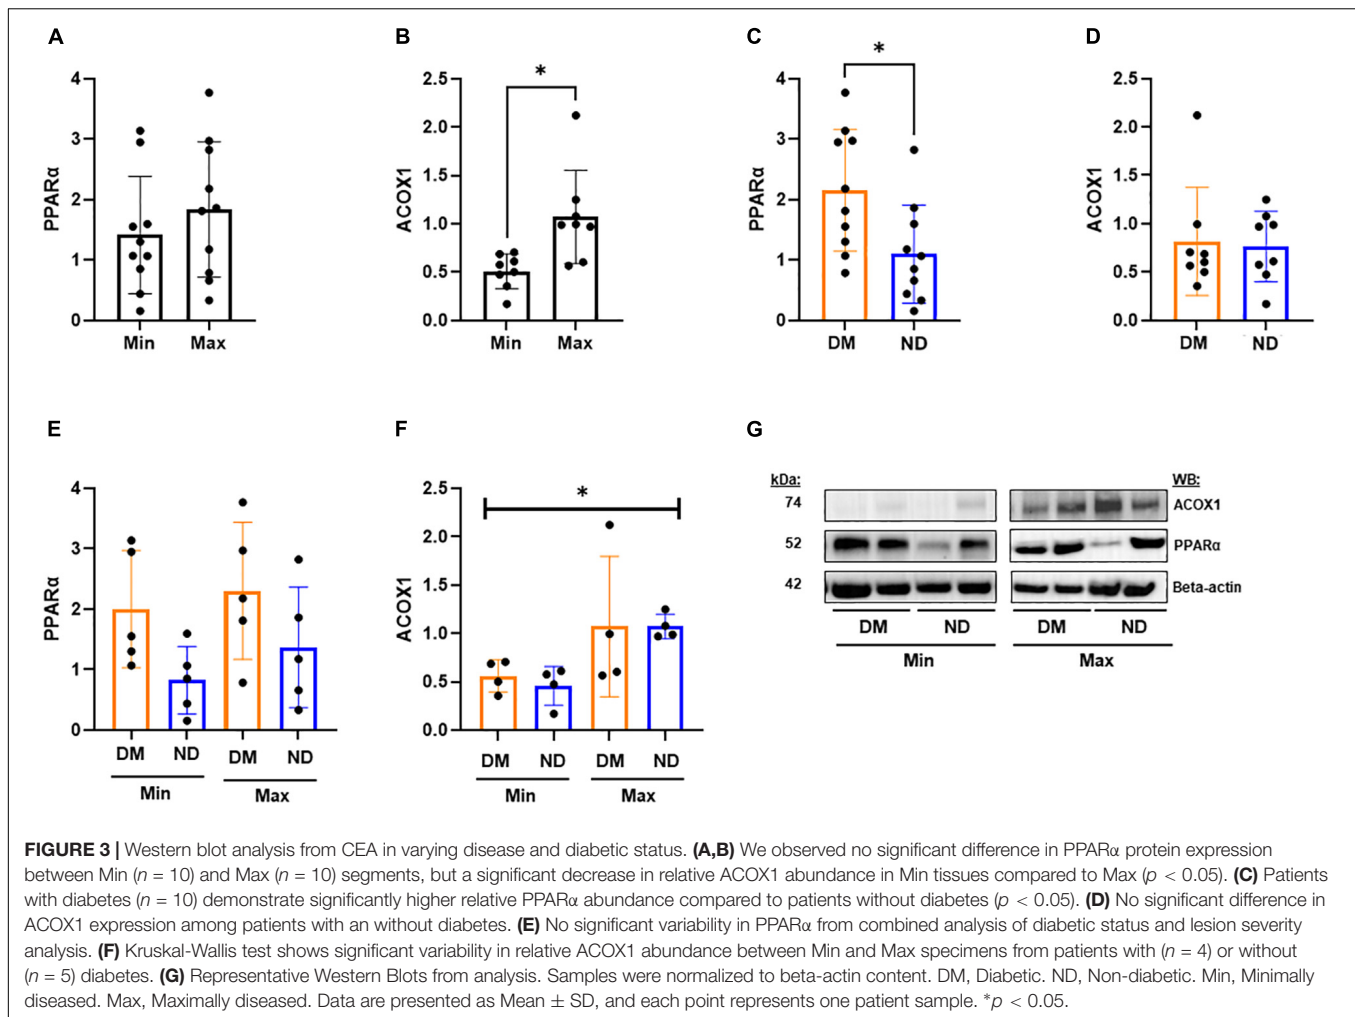 A
B
C
D
PPARα
4
3
2
1
0
Min Max
ACOX1
2.5
2.0
1.5
1.0
0.5
0.0
*
Min Max
PPARα
4
3
2
1
0
*
DM ND
ACOX1
2.5
2.0
1.5
1.0
0.5
0.0
DM ND
E
F
G
PPARα
4
3
2
1
0
DM ND DM ND
Min Max
ACOX1
2.5
2.0
1.5
1.0
0.5
0.0
*
DM ND DM ND
Min Max
kDa: WB:
74 ACOX1
52 PPARα
42 Beta-actin
DM ND DM ND
Min Max
FIGURE 3 | Western blot analysis from CEA in varying disease and diabetic status. (A,B) We observed no significant difference in PPARα protein expression
between Min (n = 10) and Max (n = 10) segments, but a significant decrease in relative ACOX1 abundance in Min tissues compared to Max (p < 0.05). (C) Patients
with diabetes (n = 10) demonstrate significantly higher relative PPARα abundance compared to patients without diabetes (p < 0.05). (D) No significant difference in
ACOX1 expression among patients with an without diabetes. (E) No significant variability in PPARα from combined analysis of diabetic status and lesion severity
analysis. (F) Kruskal-Wallis test shows significant variability in relative ACOX1 abundance between Min and Max specimens from patients with (n = 4) or without
(n = 5) diabetes. (G) Representative Western Blots from analysis. Samples were normalized to beta-actin content. DM, Diabetic. ND, Non-diabetic. Min, Minimally
diseased. Max, Maximally diseased. Data are presented as Mean ± SD, and each point represents one patient sample. *p < 0.05.